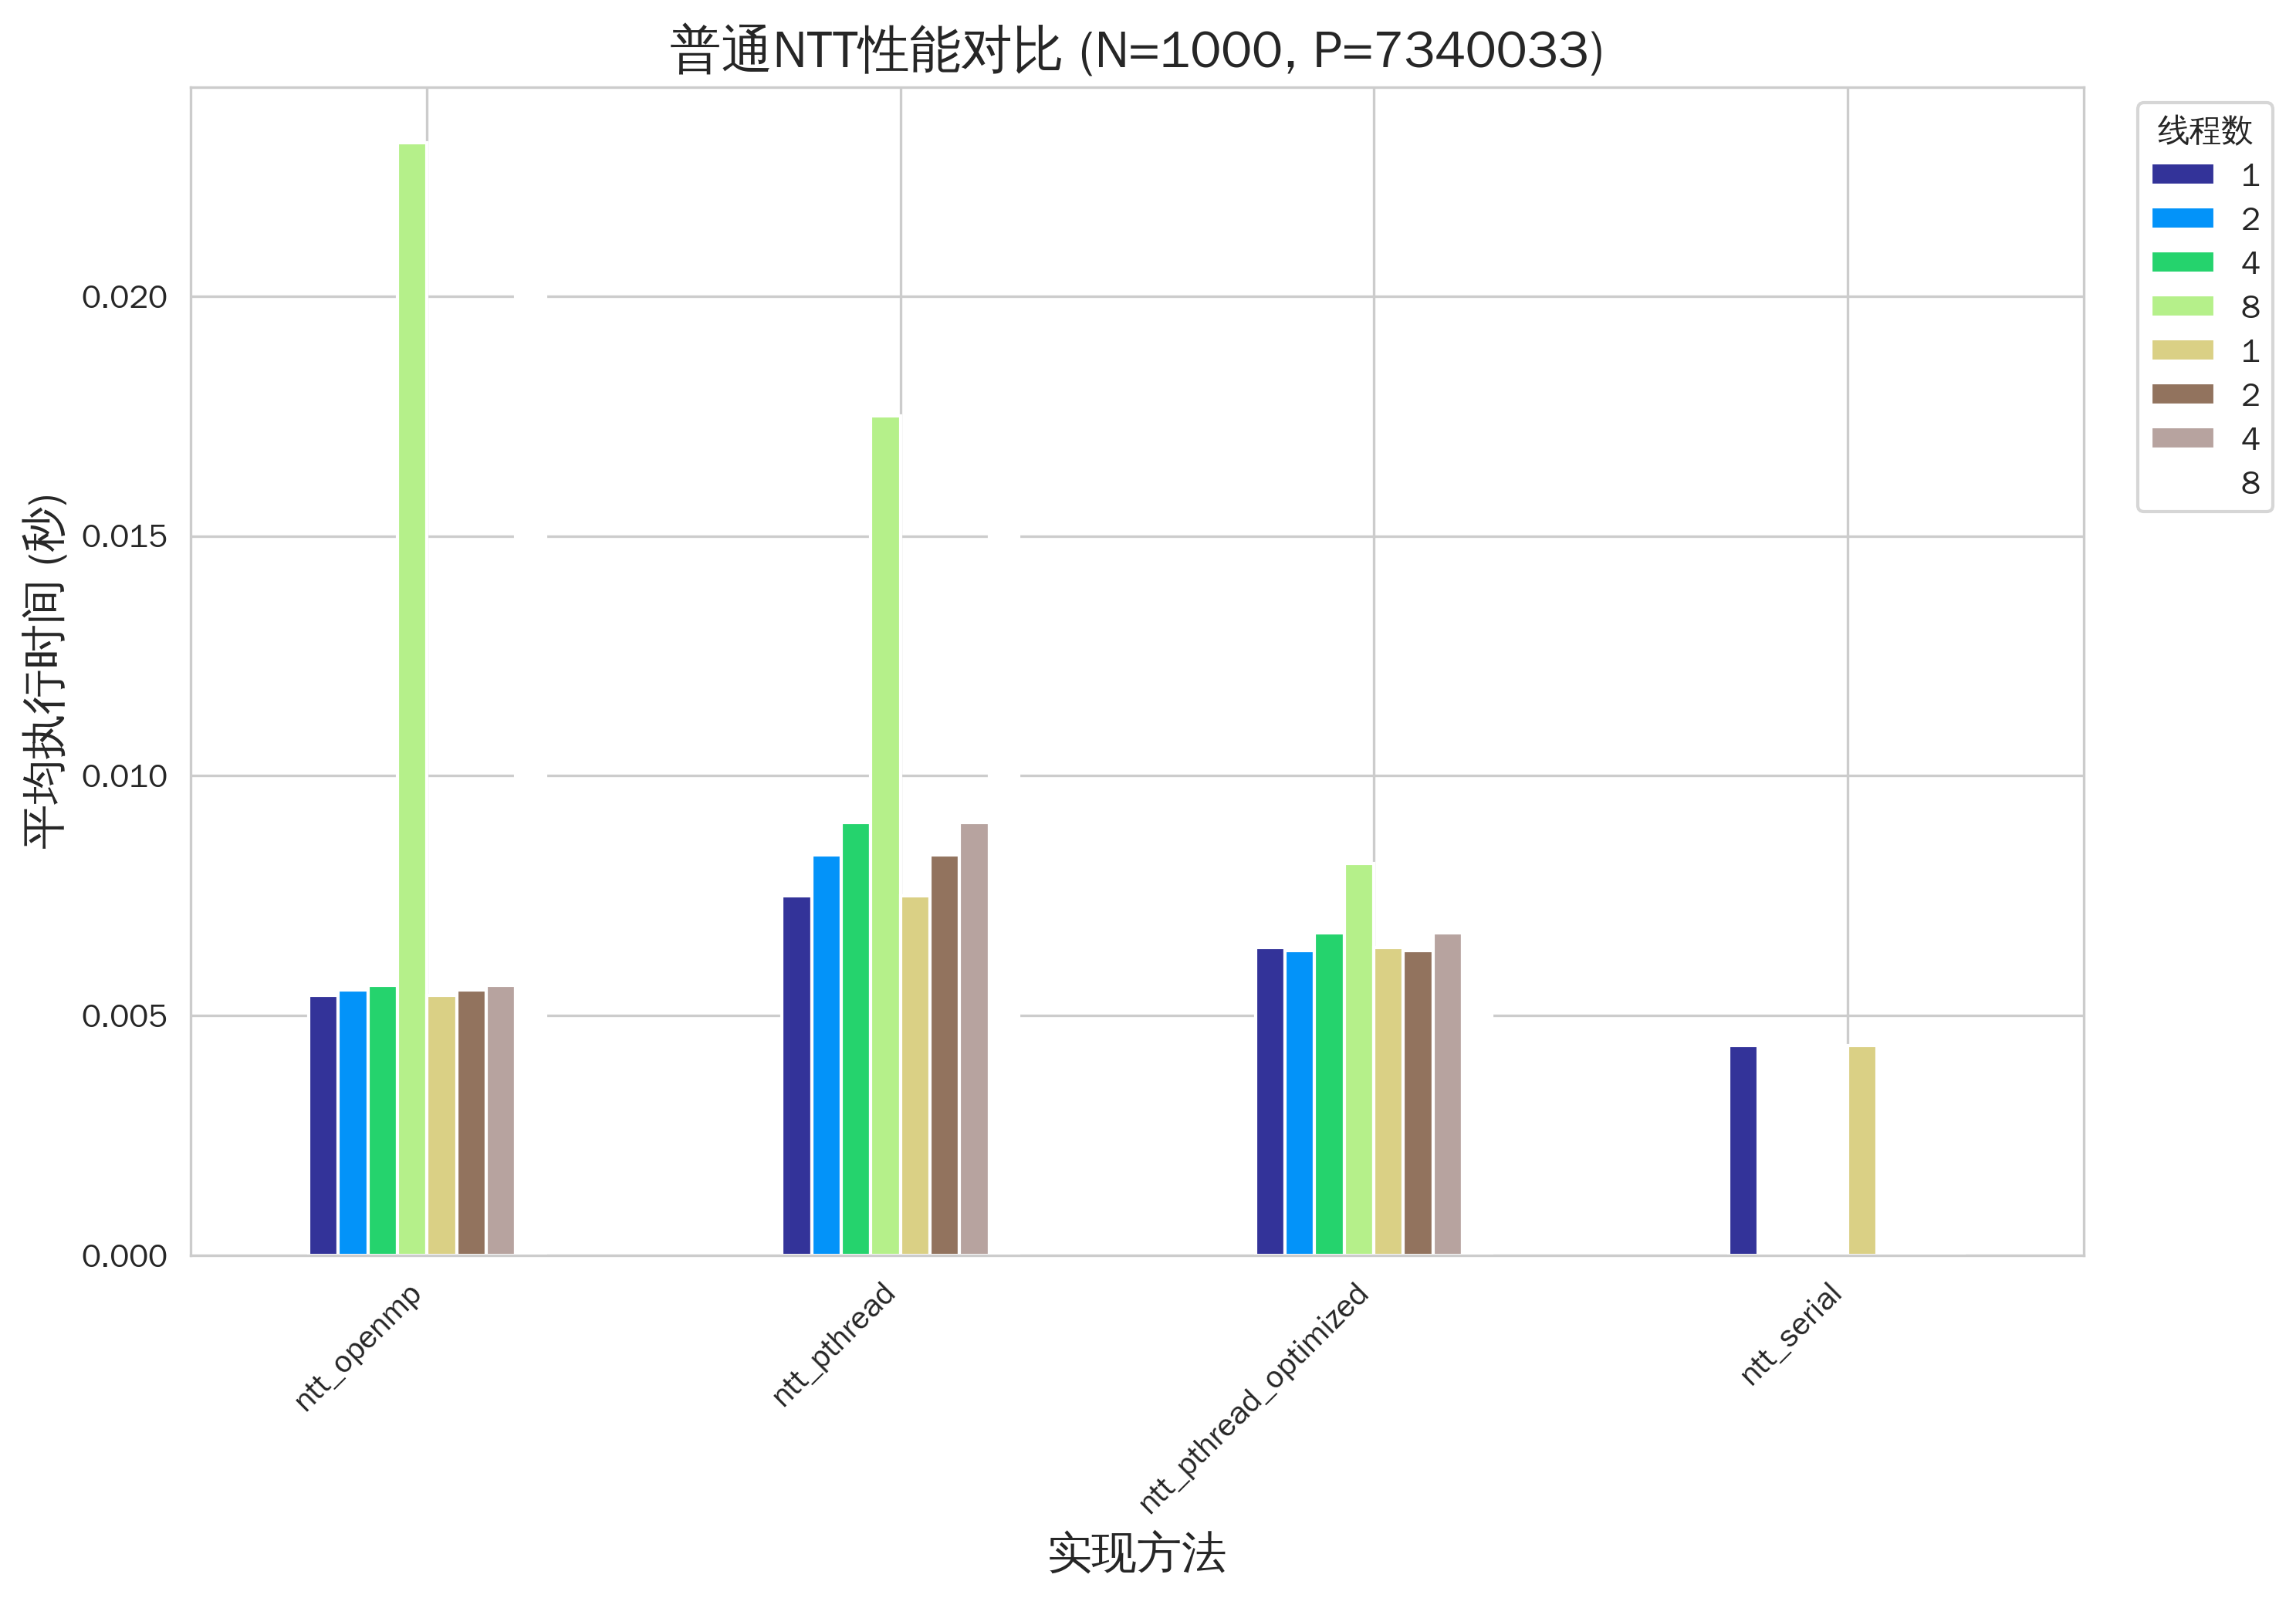 普通NTT性能对比 (N=1000, P=7340033)
平均执行时间 (秒)
0.020
0.015
0.010
0.005
0.000
ntt_openmp
ntt_pthread
ntt_pthread_optimized
ntt_serial
实现方法
线程数
1
2
4
8
1
2
4
8